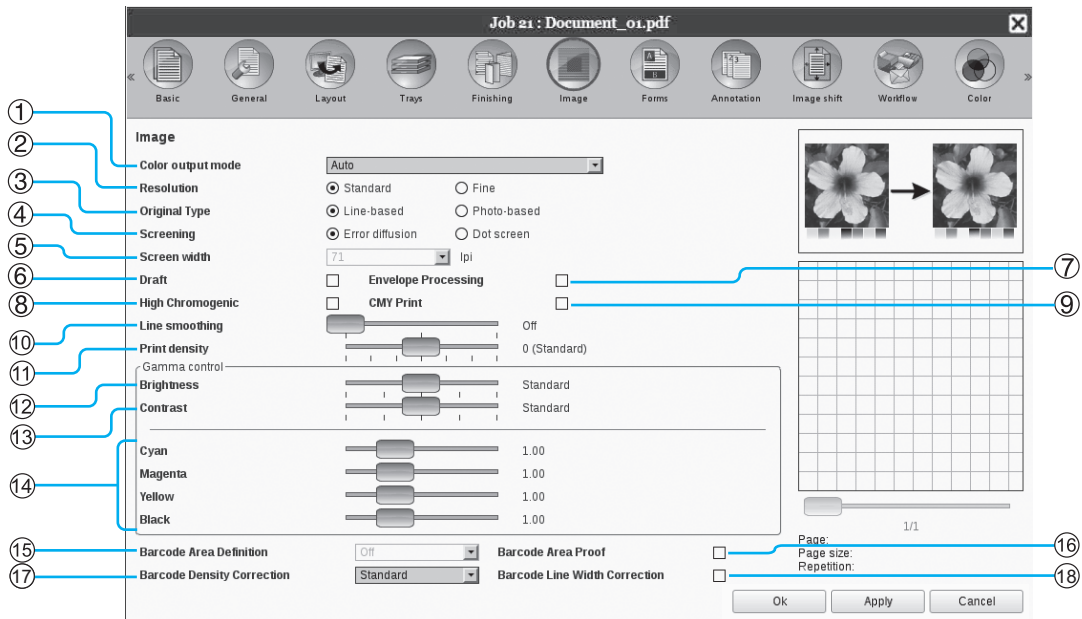 Job 21 : Document_01.pdf
« Basic General Layout Trays Finishing Image Forms Annotation Image shift Workflow Color »
A
B
1 2 3
Image
① Color output mode Auto
② Resolution Standard Fine
③ Original Type Line-based Photo-based
④ Screening Error diffusion Dot screen
⑤ Screen width 71 lpi
⑥ Draft Envelope Processing ⑦
⑧ High Chromogenic CMY Print ⑨
⑩ Line smoothing Off
⑪ Print density 0 (Standard)
Gamma control
⑫ Brightness Standard
⑬ Contrast Standard
⑭ Cyan 1.00
Magenta 1.00
Yellow 1.00
Black 1.00
1/1
Page:
Page size:
Repetition:
⑮ Barcode Area Definition Off Barcode Area Proof ⑯
⑰ Barcode Density Correction Standard Barcode Line Width Correction ⑱
Ok Apply Cancel